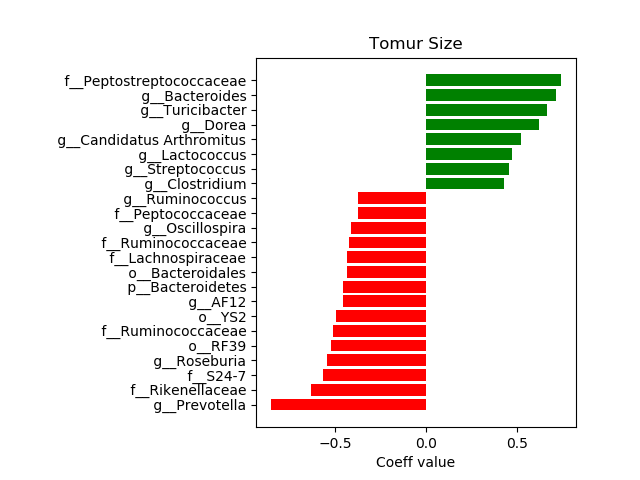 Tomur Size
f__Peptostreptococcaceae
g__Bacteroides
g__Turicibacter
g__Dorea
g__Candidatus Arthromitus
g__Lactococcus
g__Streptococcus
g__Clostridium
g__Ruminococcus
f__Peptococcaceae
g__Oscillospira
f__Ruminococcaceae
f__Lachnospiraceae
o__Bacteroidales
p__Bacteroidetes
g__AF12
o__YS2
f__Ruminococcaceae
o__RF39
g__Roseburia
f__S24-7
f__Rikenellaceae
g__Prevotella
−0.5 0.0 0.5
Coeff value